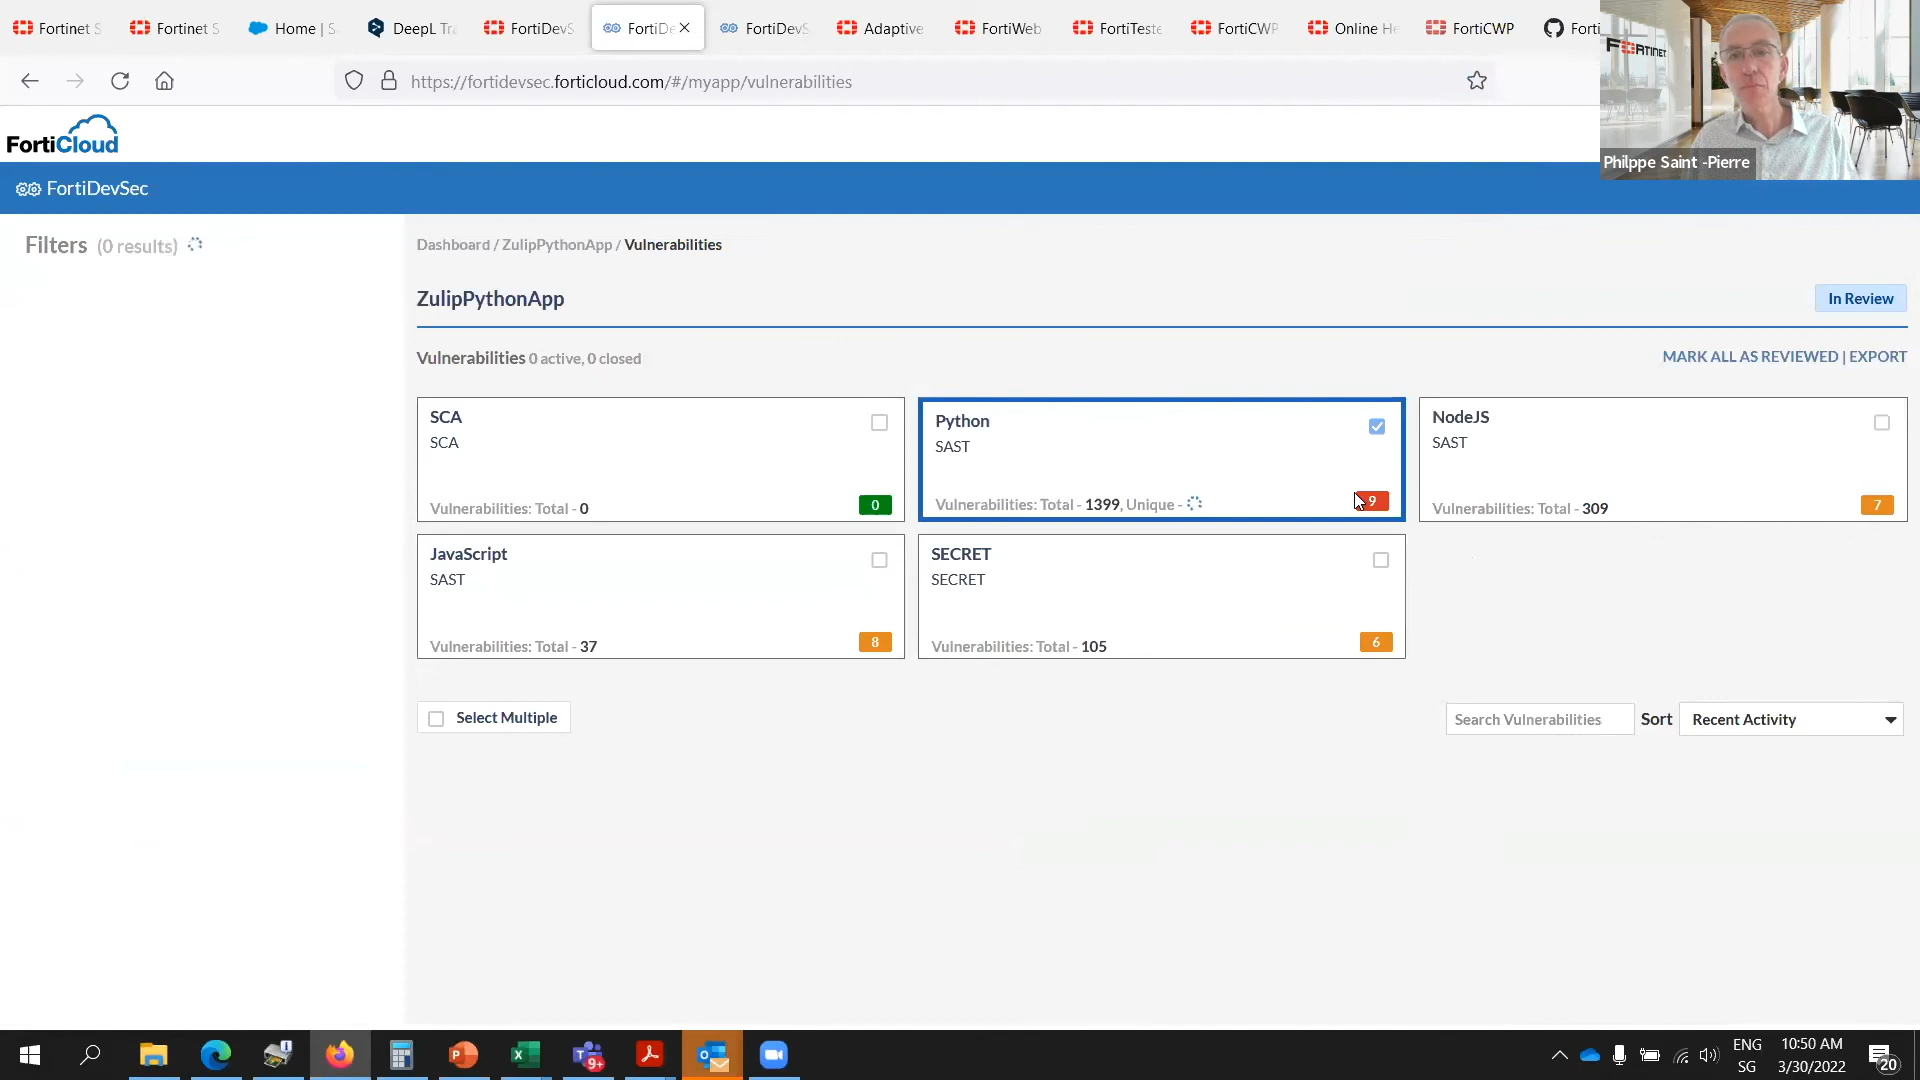 Fortinet S
Fortinet S
Home | S
DeepL Tra
FortiDevS
FortiDe
FortiDevS
Adaptive
FortiWeb
FortiTeste
FortiCWP
Online He
FortiCWP
Forti
https://fortidevsec.forticloud.com/#/myapp/vulnerabilities
FORTINET
Philppe Saint -Pierre
FortiCloud
FortiDevSec
Filters (0 results)
Dashboard / ZulipPythonApp / Vulnerabilities
ZulipPythonApp
In Review
Vulnerabilities 0 active, 0 closed
MARK ALL AS REVIEWED | EXPORT
SCA
SCA
Vulnerabilities: Total - 0
0
Python
SAST
Vulnerabilities: Total - 1399, Unique -
9
NodeJS
SAST
Vulnerabilities: Total - 309
7
JavaScript
SAST
Vulnerabilities: Total - 37
8
SECRET
SECRET
Vulnerabilities: Total - 105
6
Select Multiple
Search Vulnerabilities
Sort
Recent Activity
9+
ENG
SG
10:50 AM
3/30/2022
20